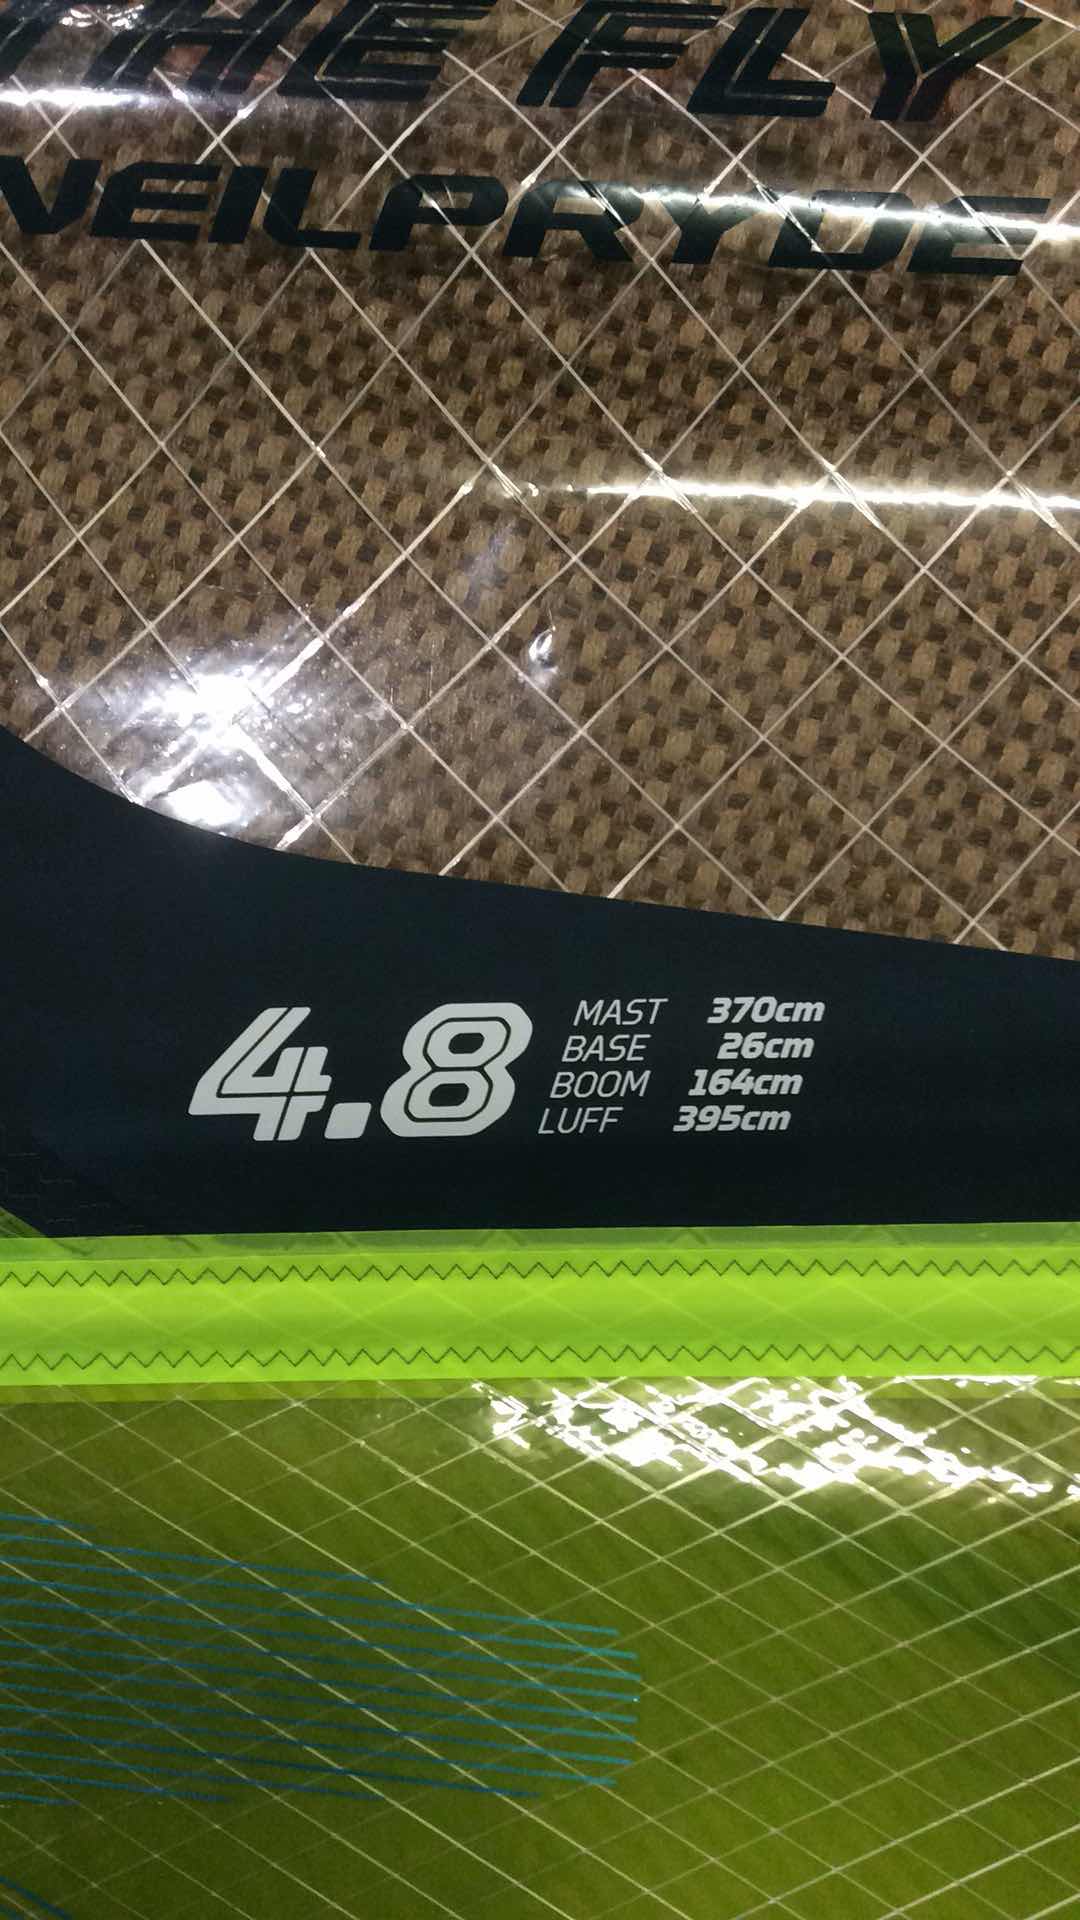 THE FLY
NEILPRYDE
4.8
MAST 370cm
BASE 26cm
BOOM 164cm
LUFF 395cm